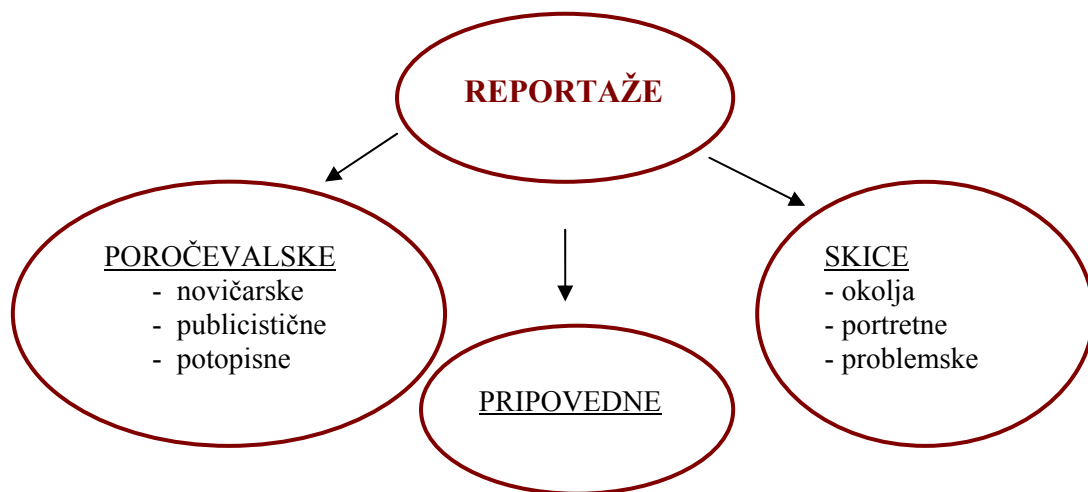 REPORTAŽE
POROČEVALSKE
- novičarske
- publicistične
- potopisne
PRIPOVEDNE
SKICE
- okolja
- portretne
- problemske